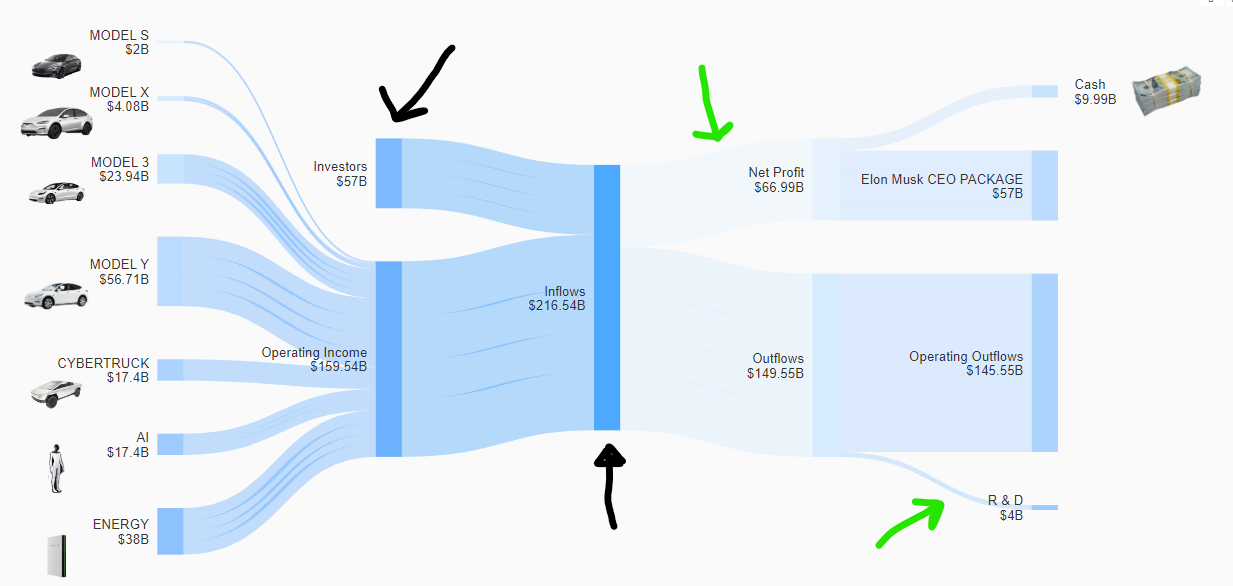 MODEL S
$2B
MODEL X
$4.08B
MODEL 3
$23.94B
MODEL Y
$56.71B
CYBERTRUCK
$17.4B
AI
$17.4B
ENERGY
$38B
Investors
$57B
Operating Income
$159.54B
Inflows
$216.54B
Net Profit
$66.99B
Outflows
$149.55B
Cash
$9.99B
Elon Musk CEO PACKAGE
$57B
Operating Outflows
$145.55B
R & D
$4B